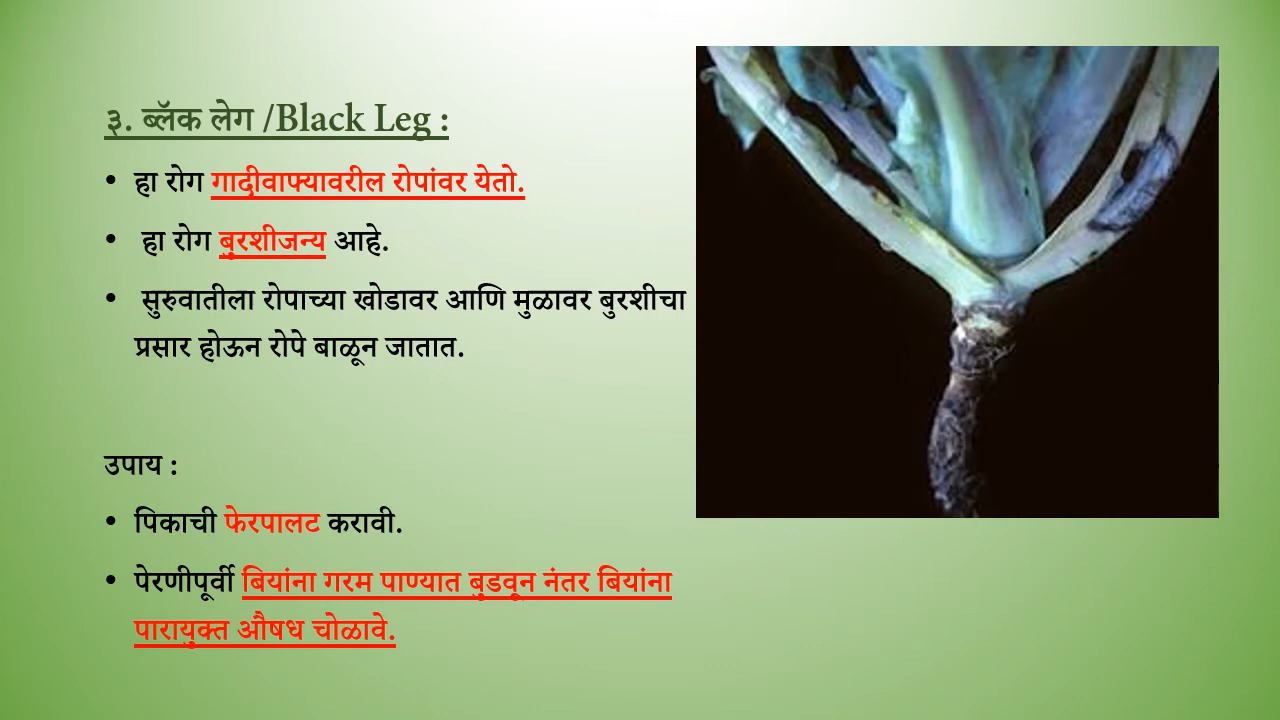 ३. ब्लॅक लेग /Black Leg :
• हा रोग गादीवाफ्यावरील रोपांवर येतो.
• हा रोग बुरशीजन्य आहे.
• सुरुवातीला रोपाच्या खोडावर आणि मुळावर बुरशीचा
प्रसार होऊन रोपे बाळून जातात.
उपाय :
• पिकाची फेरपालट करावी.
• पेरणीपूर्वी बियांना गरम पाण्यात बुडवून नंतर बियांना
पारायुक्त औषध चोळावे.